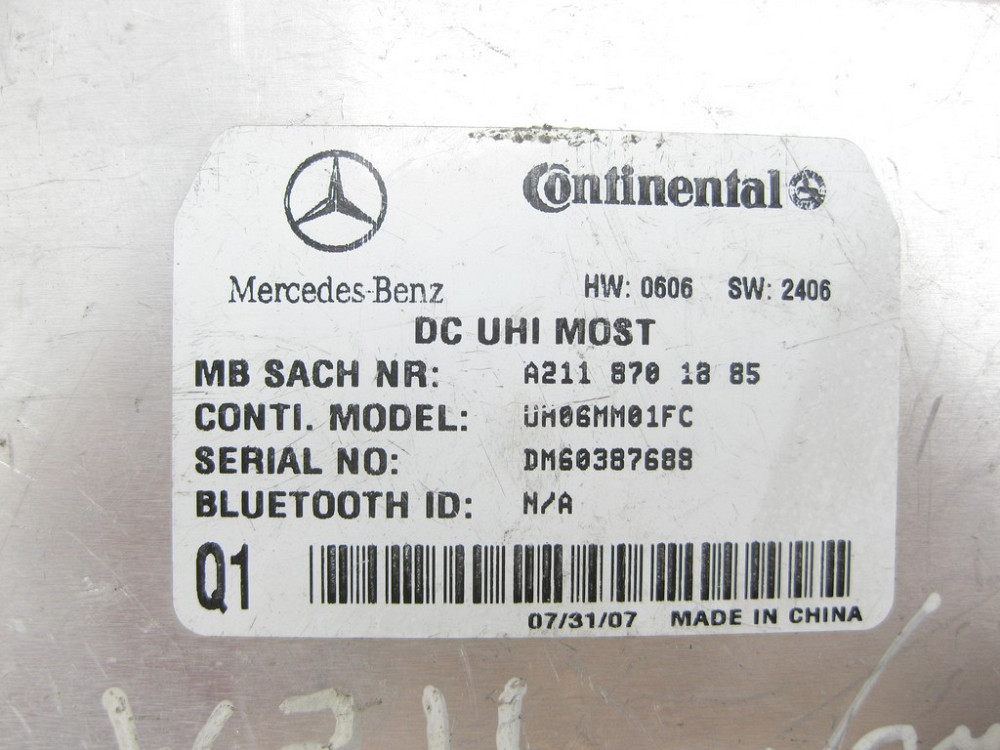 Continental
Mercedes-Benz HW: 0606 SW: 2406
DC UHI MOST
MB SACH NR: A211 870 18 85
CONTI. MODEL: UH06MM01FC
SERIAL NO: DM60387688
BLUETOOTH ID: N/A
Q1
07/31/07 MADE IN CHINA